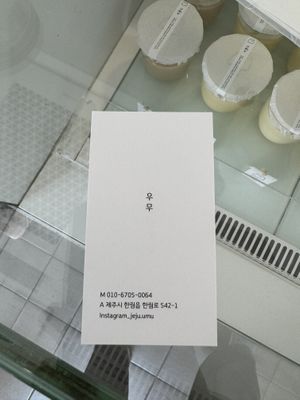 우
무
M 010-6705-0064
A 제주시 한림읍 한림로 542-1
Instagram_jeju.umu